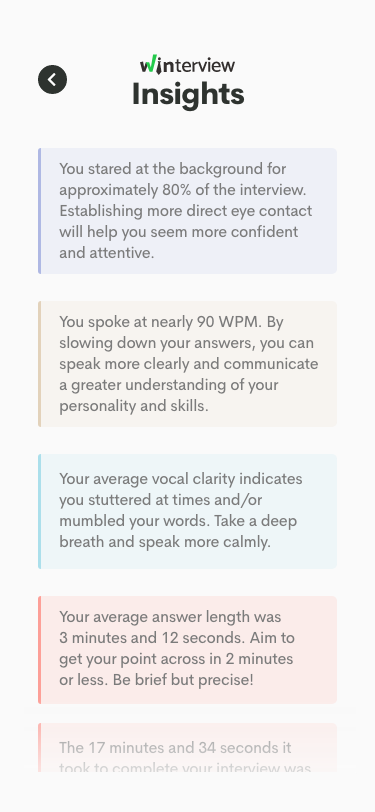 Winterview
Insights
You stared at the background for
approximately 80% of the interview.
Establishing more direct eye contact
will help you seem more confident
and attentive.
You spoke at nearly 90 WPM. By
slowing down your answers, you can
speak more clearly and communicate
a greater understanding of your
personality and skills.
Your average vocal clarity indicates
you stuttered at times and/or
mumbled your words. Take a deep
breath and speak more calmly.
Your average answer length was
3 minutes and 12 seconds. Aim to
get your point across in 2 minutes
or less. Be brief but precise!
The 17 minutes and 34 seconds it
took to complete your interview was